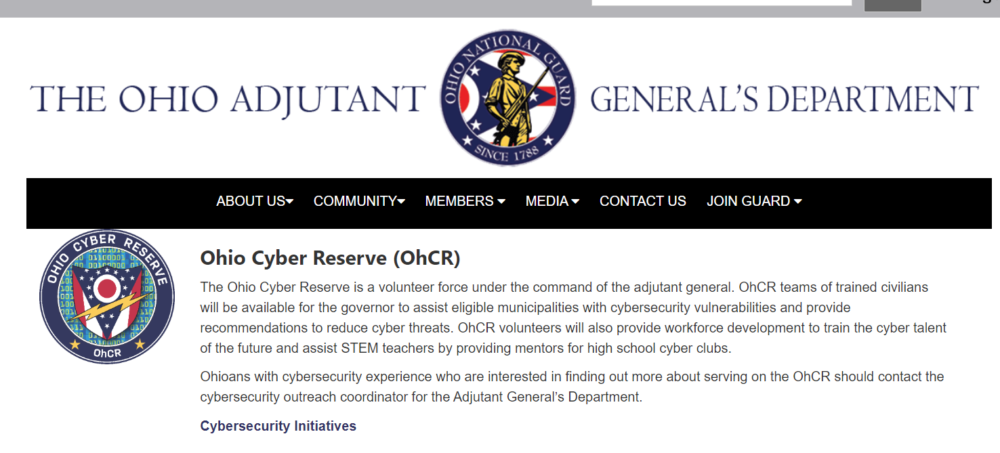 THE OHIO ADJUTANT GENERAL'S DEPARTMENT
OHIO NATIONAL GUARD
SINCE 1788
ABOUT US COMMUNITY MEMBERS MEDIA CONTACT US JOIN GUARD
OHIO CYBER RESERVE
OhCR
Ohio Cyber Reserve (OhCR)
The Ohio Cyber Reserve is a volunteer force under the command of the adjutant general. OhCR teams of trained civilians
will be available for the governor to assist eligible municipalities with cybersecurity vulnerabilities and provide
recommendations to reduce cyber threats. OhCR volunteers will also provide workforce development to train the cyber talent
of the future and assist STEM teachers by providing mentors for high school cyber clubs.
Ohioans with cybersecurity experience who are interested in finding out more about serving on the OhCR should contact the
cybersecurity outreach coordinator for the Adjutant General’s Department.
Cybersecurity Initiatives